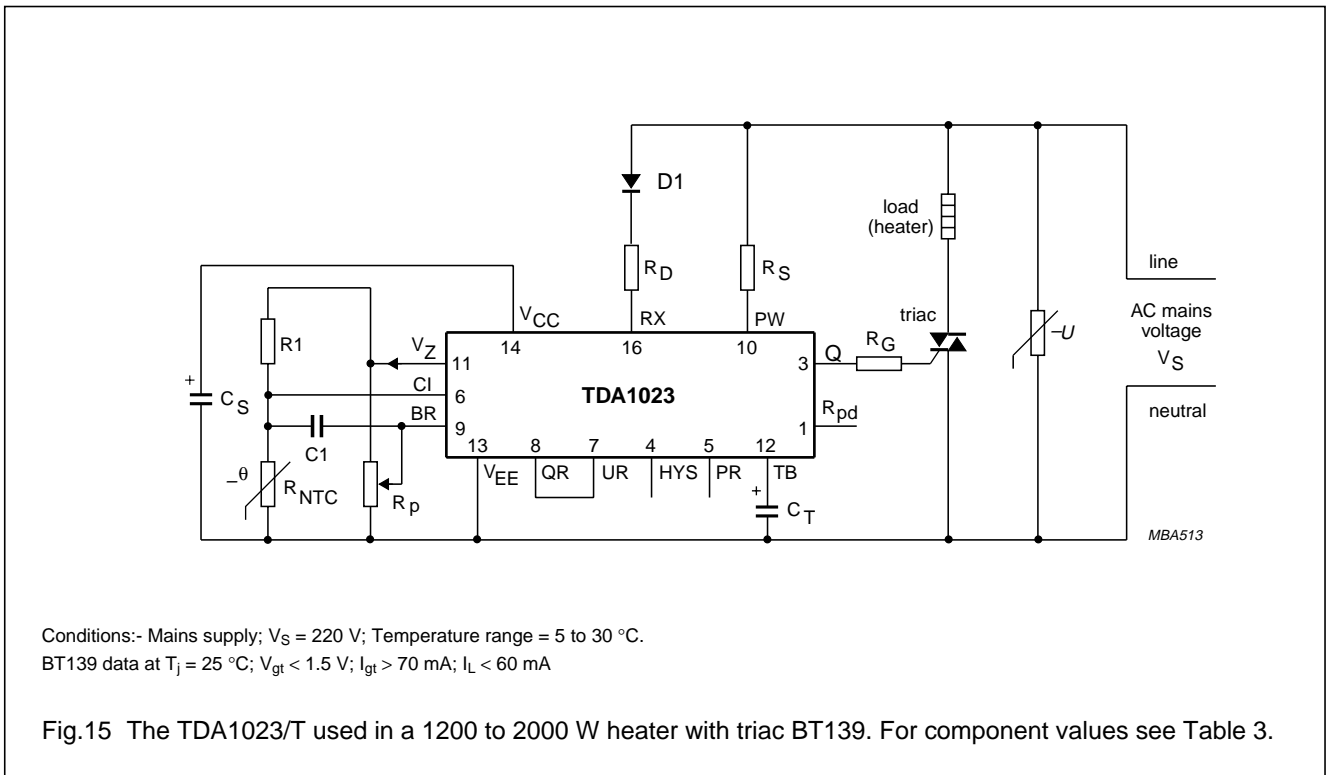 D1
load
(heater)
line
R_D
R_S
V_CC
RX
PW
triac
AC mains
voltage
V_S
–U
R1
V_Z
14
16
10
R_G
11
3
Q
CI
6
TDA1023
+
C_S
BR
9
R_pd
1
neutral
C1
13
8
7
4
5
12
V_EE
QR
UR
HYS
PR
TB
–θ
R_NTC
R_p
+
C_T
MBA513
Conditions:- Mains supply; V_S = 220 V; Temperature range = 5 to 30 °C.
BT139 data at T_j = 25 °C; V_gt < 1.5 V; I_gt > 70 mA; I_L < 60 mA
Fig.15 The TDA1023/T used in a 1200 to 2000 W heater with triac BT139. For component values see Table 3.